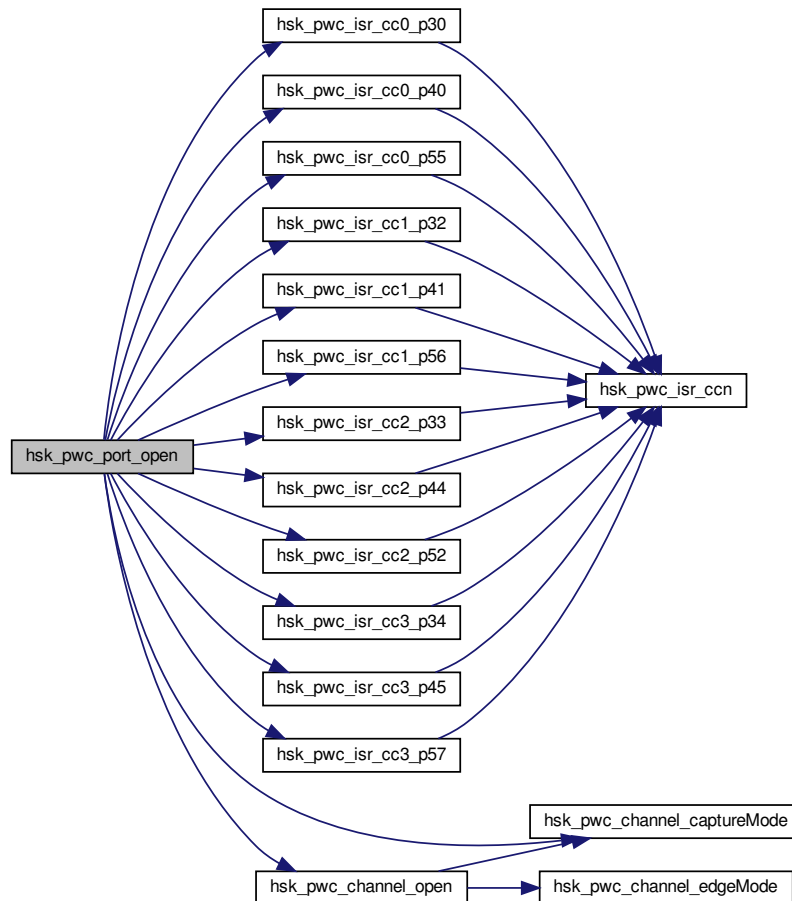 hsk_pwc_isr_cc0_p30
hsk_pwc_isr_cc0_p40
hsk_pwc_isr_cc0_p55
hsk_pwc_isr_cc1_p32
hsk_pwc_isr_cc1_p41
hsk_pwc_isr_cc1_p56
hsk_pwc_isr_ccn
hsk_pwc_isr_cc2_p33
hsk_pwc_port_open
hsk_pwc_isr_cc2_p44
hsk_pwc_isr_cc2_p52
hsk_pwc_isr_cc3_p34
hsk_pwc_isr_cc3_p45
hsk_pwc_isr_cc3_p57
hsk_pwc_channel_captureMode
hsk_pwc_channel_open
hsk_pwc_channel_edgeMode